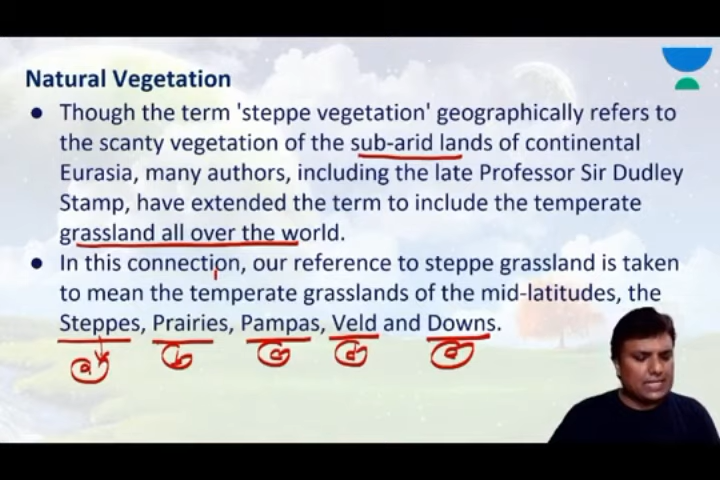 Natural Vegetation
● Though the term 'steppe vegetation' geographically refers to
the scanty vegetation of the sub-arid lands of continental
Eurasia, many authors, including the late Professor Sir Dudley
Stamp, have extended the term to include the temperate
grassland all over the world.
● In this connection, our reference to steppe grassland is taken
to mean the temperate grasslands of the mid-latitudes, the
Steppes, Prairies, Pampas, Veld and Downs.